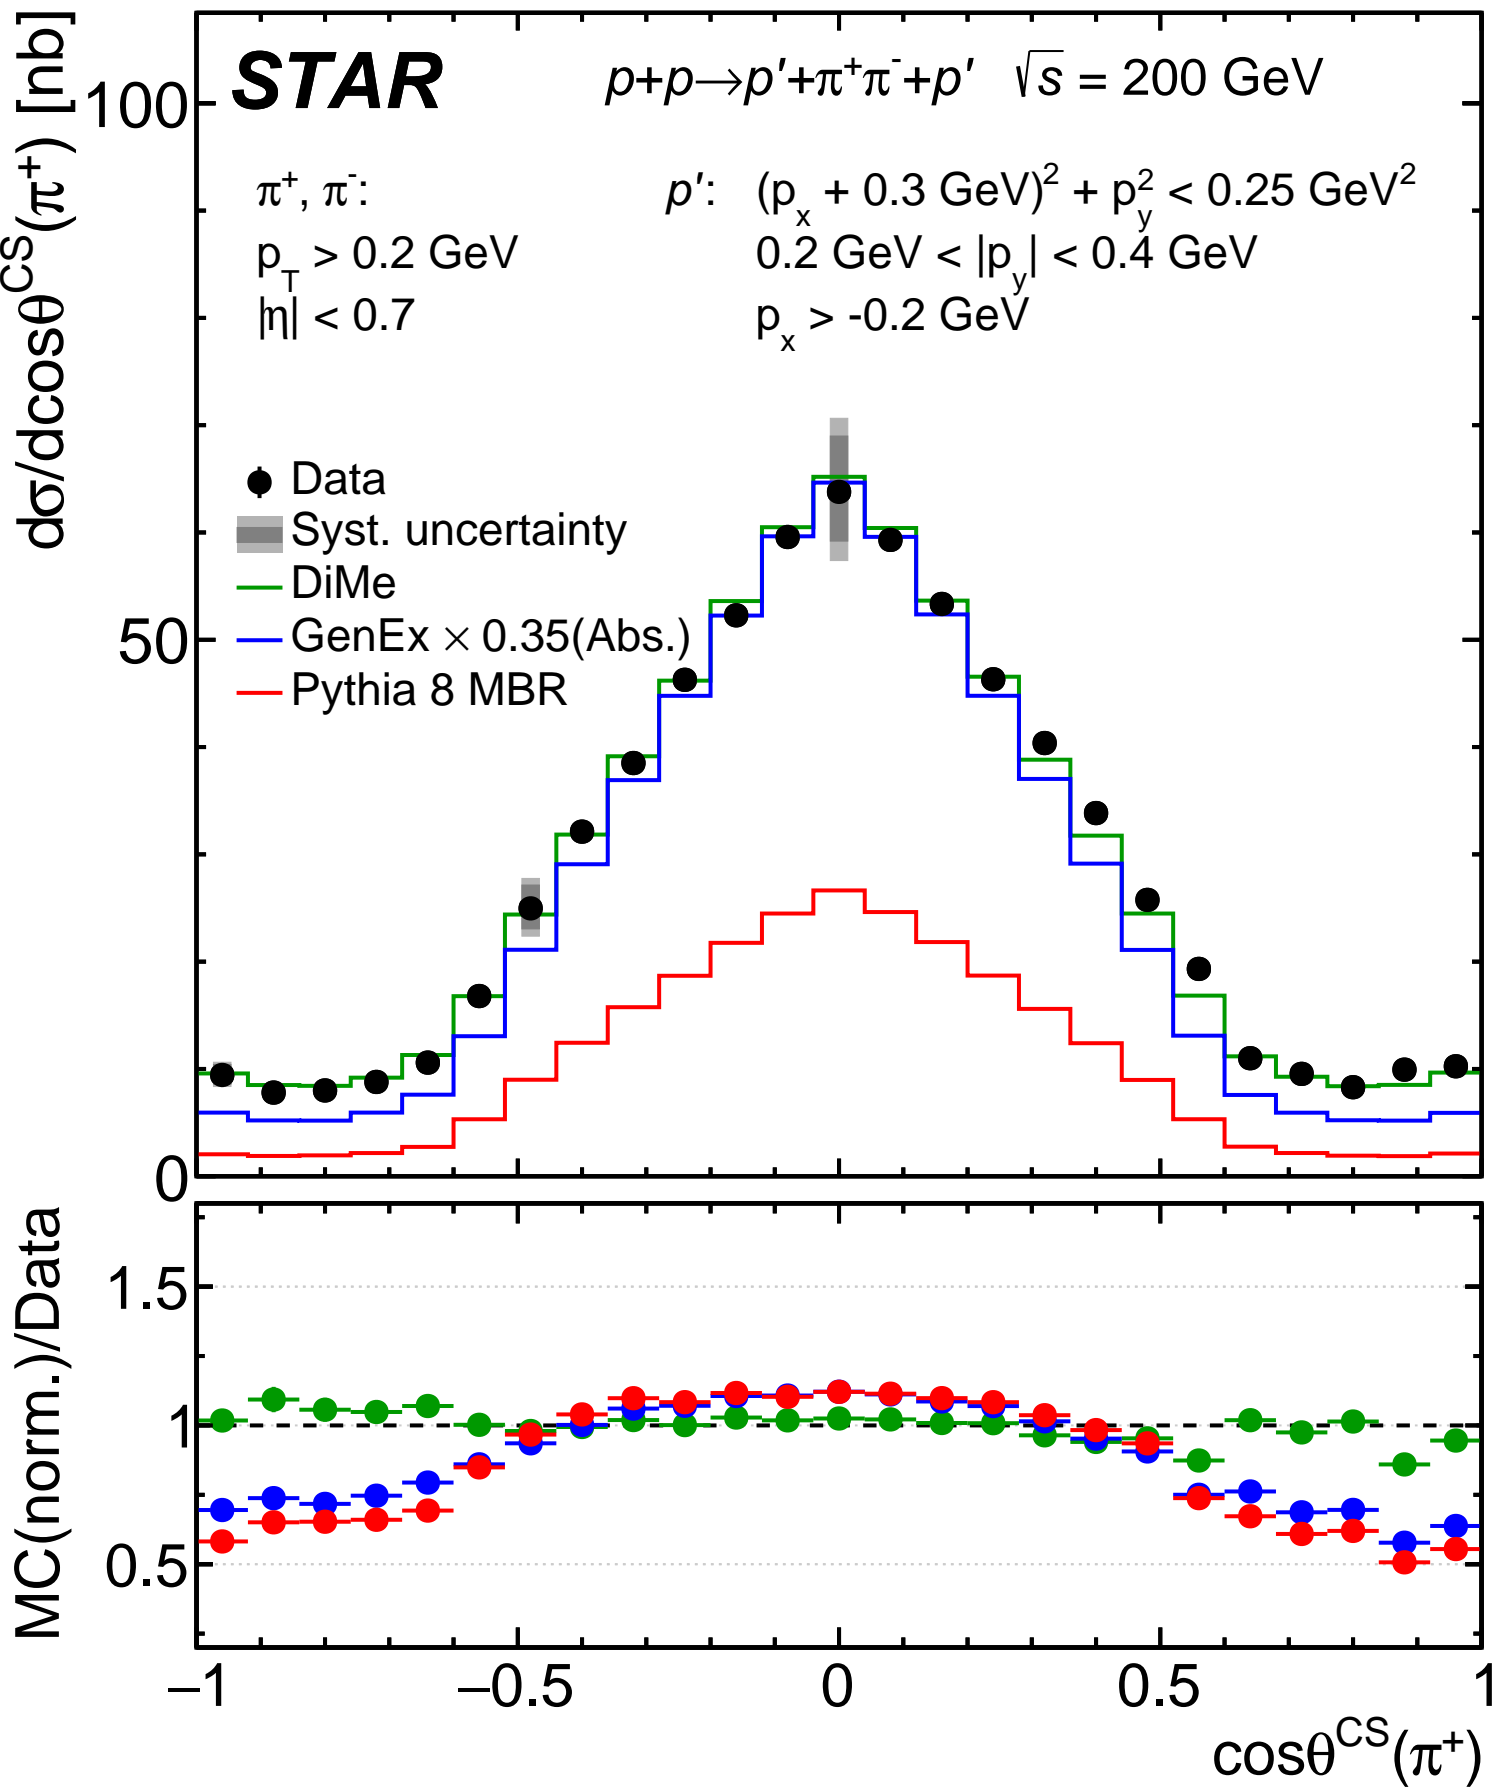 STAR p+p→p′+π⁺π⁻+p′ √s = 200 GeV
π⁺, π⁻: p′: (pₓ + 0.3 GeV)² + p_y² < 0.25 GeV²
p_T > 0.2 GeV 0.2 GeV < |p_y| < 0.4 GeV
|η| < 0.7 pₓ > -0.2 GeV
dσ/dcosθ^CS(π⁺) [nb]
100
50
0
Data
Syst. uncertainty
DiMe
GenEx × 0.35(Abs.)
Pythia 8 MBR
MC(norm.)/Data
1.5
1
0.5
−1 −0.5 0 0.5 1
cosθ^CS(π⁺)